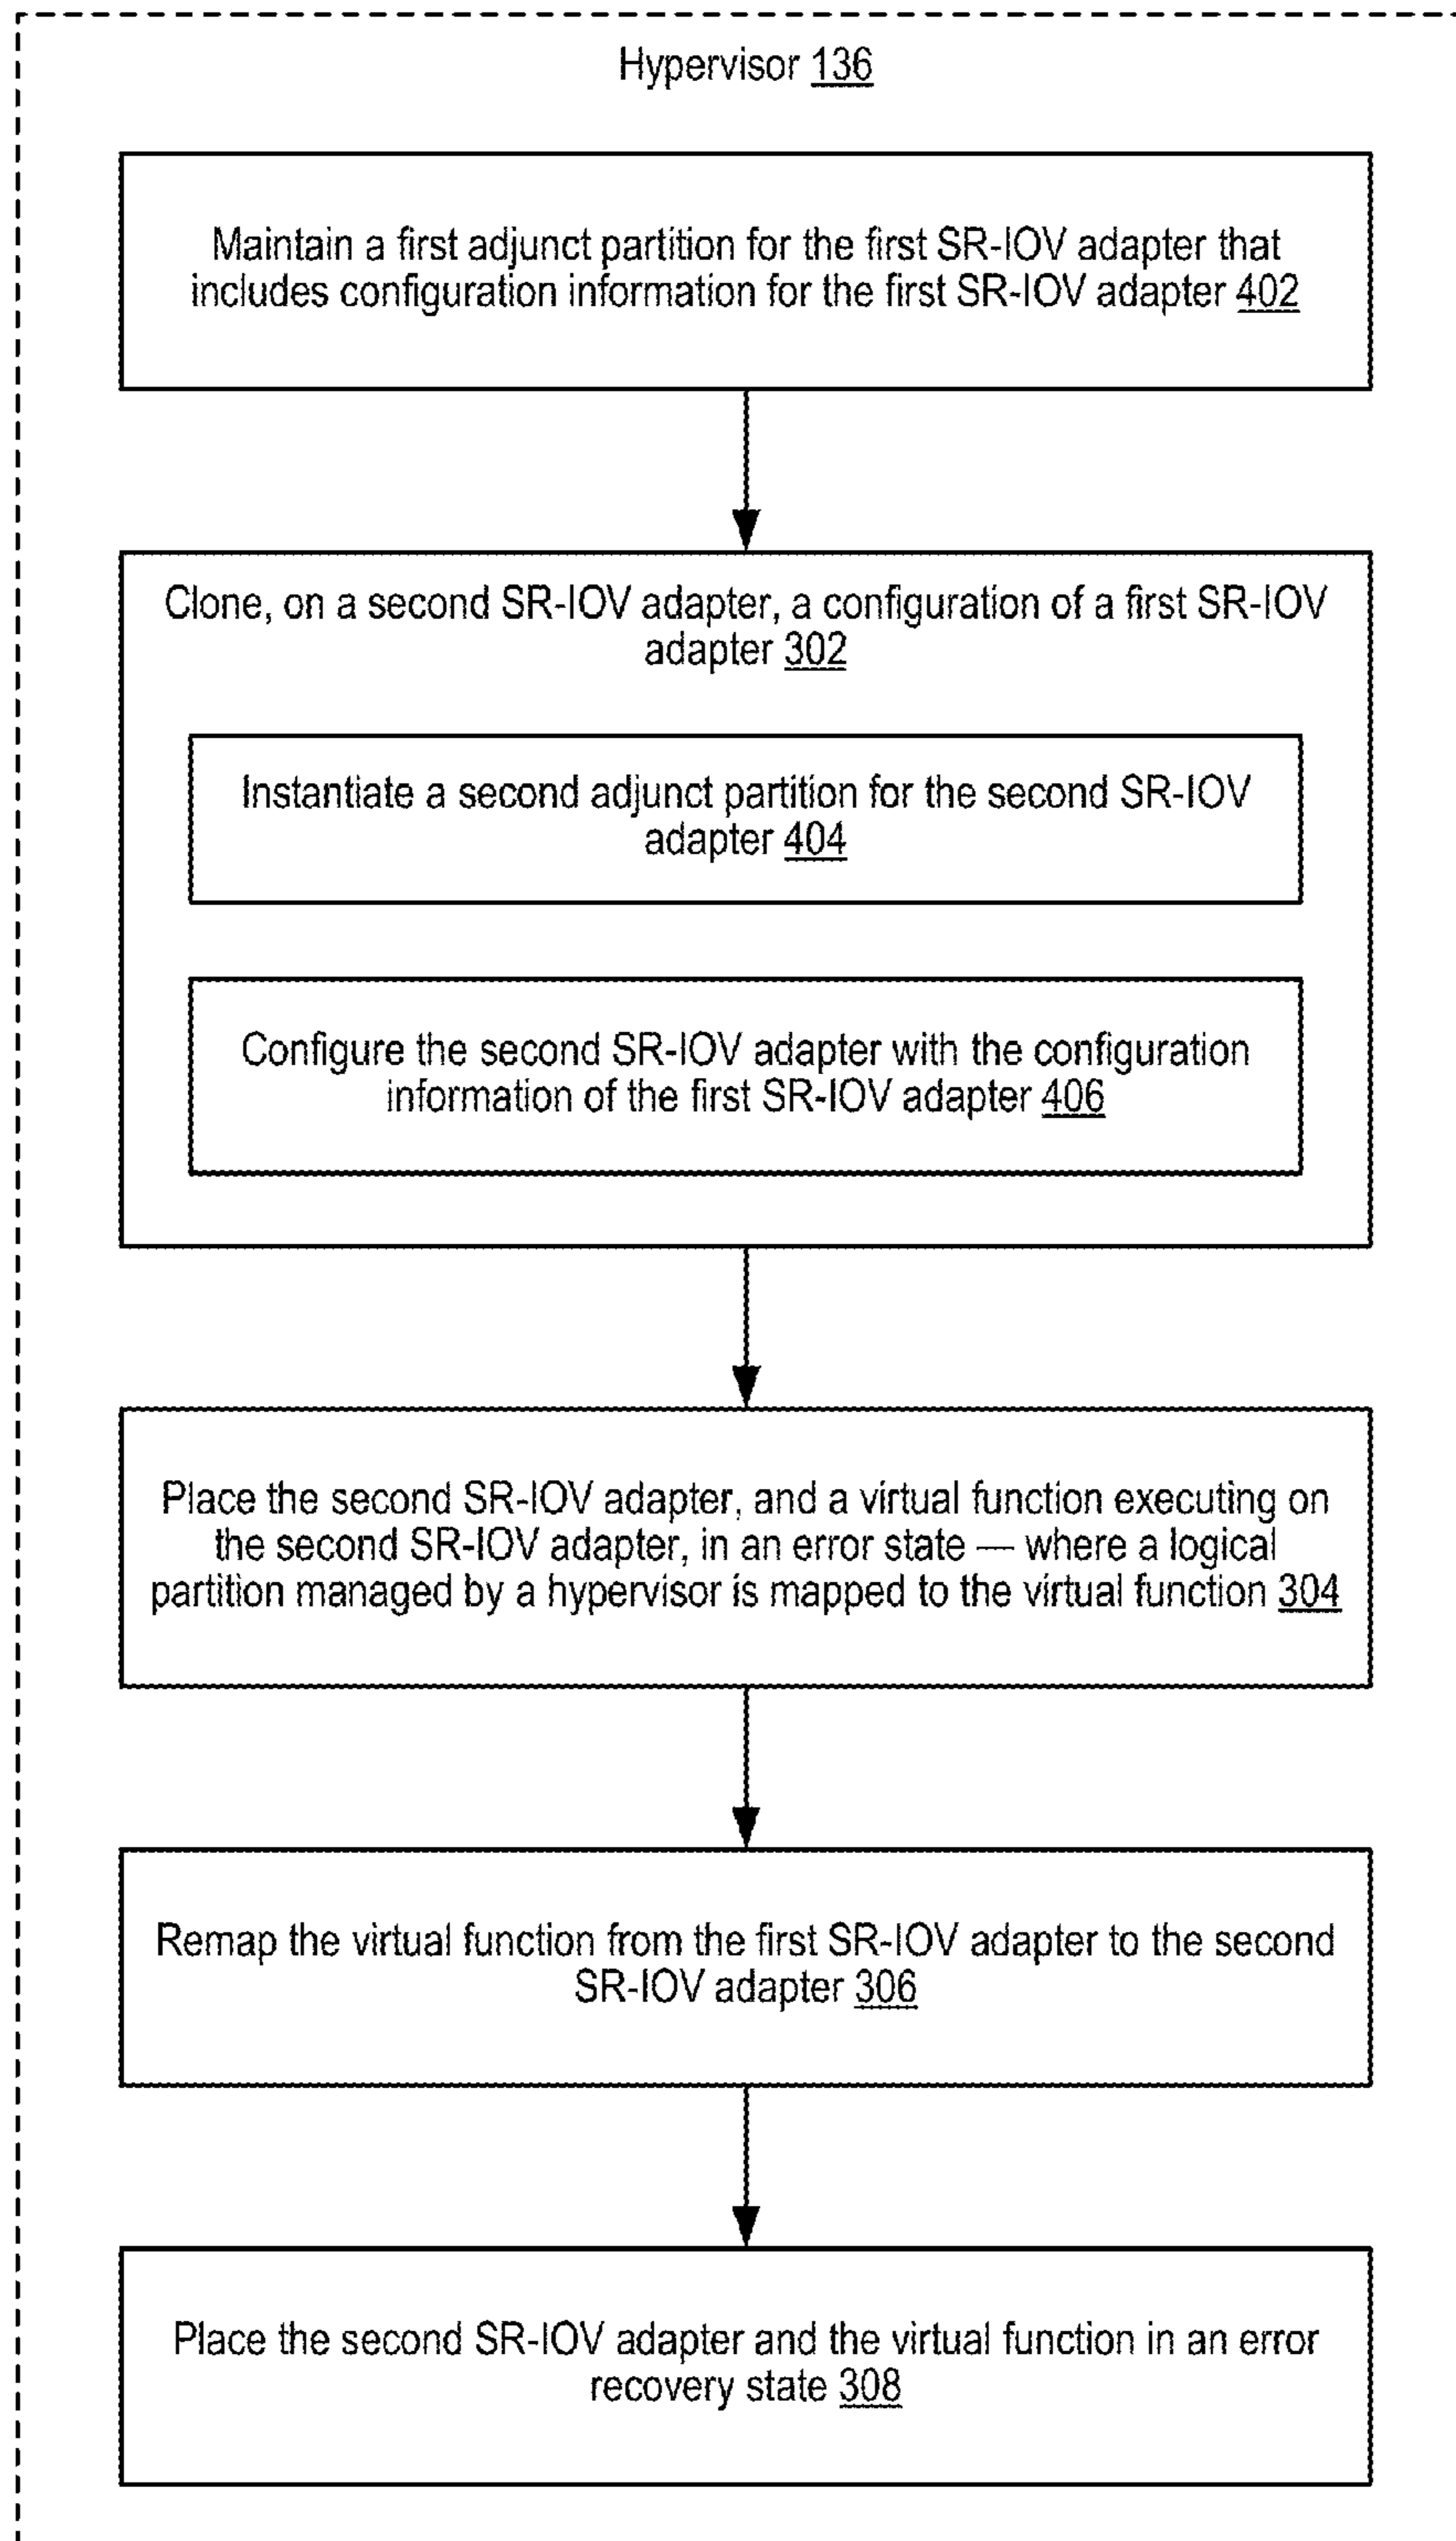 Hypervisor 136
Maintain a first adjunct partition for the first SR-IOV adapter that
includes configuration information for the first SR-IOV adapter 402
Clone, on a second SR-IOV adapter, a configuration of a first SR-IOV
adapter 302
Instantiate a second adjunct partition for the second SR-IOV
adapter 404
Configure the second SR-IOV adapter with the configuration
information of the first SR-IOV adapter 406
Place the second SR-IOV adapter, and a virtual function executing on
the second SR-IOV adapter, in an error state — where a logical
partition managed by a hypervisor is mapped to the virtual function 304
Remap the virtual function from the first SR-IOV adapter to the second
SR-IOV adapter 306
Place the second SR-IOV adapter and the virtual function in an error
recovery state 308